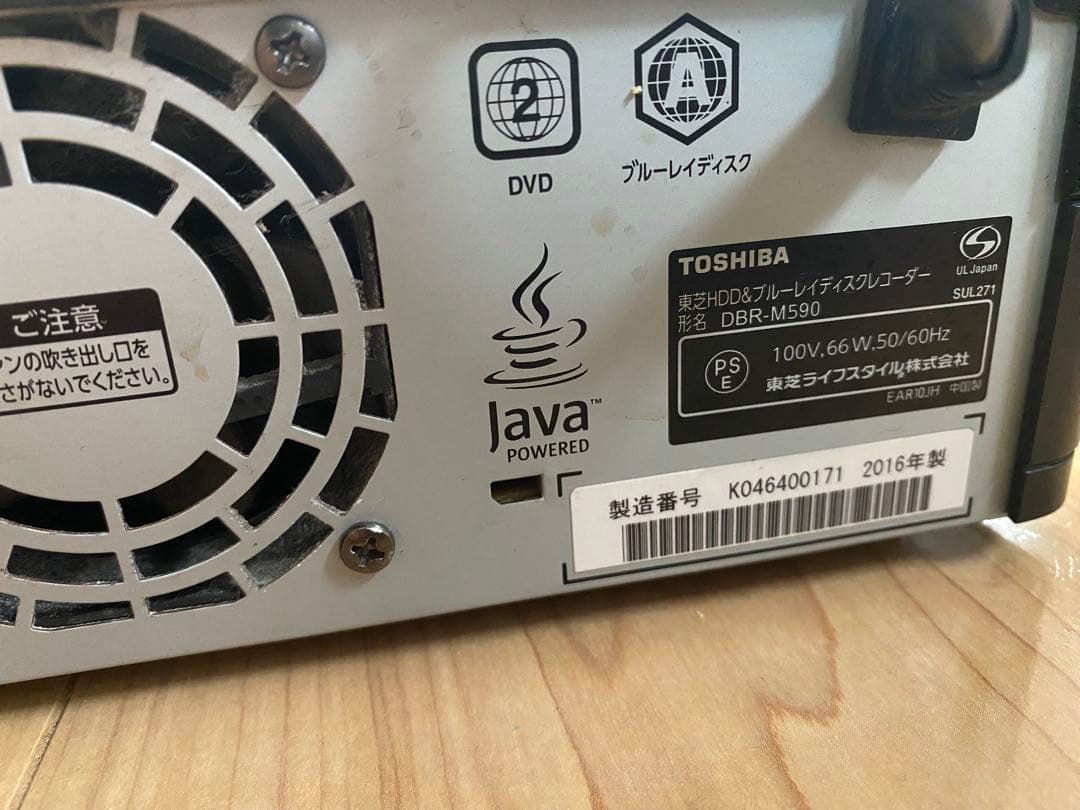 2
DVD
A
ブルーレイディスク
ご注意
ンの吹き出し口を
さがないでください。
Java™
POWERED
TOSHIBA
東芝HDD&ブルーレイディスクレコーダー
形名 DBR-M590
UL Japan
SUL271
PS
E
100V,66W,50/60Hz
東芝ライフスタイル株式会社
EAR10JH 中国製
製造番号 K046400171 2016年製